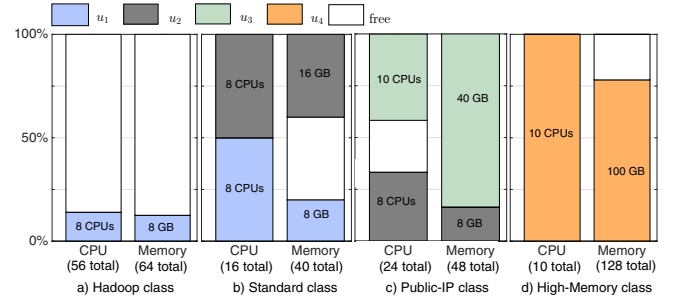 u₁ u₂ u₃ u₄ free
100%
50%
0%
8 CPUs
8 GB
8 CPUs
8 CPUs
16 GB
8 GB
10 CPUs
8 CPUs
40 GB
8 GB
10 CPUs
100 GB
CPU Memory CPU Memory CPU Memory CPU Memory
(56 total) (64 total) (16 total) (40 total) (24 total) (48 total) (10 total) (128 total)
a) Hadoop class b) Standard class c) Public-IP class d) High-Memory class